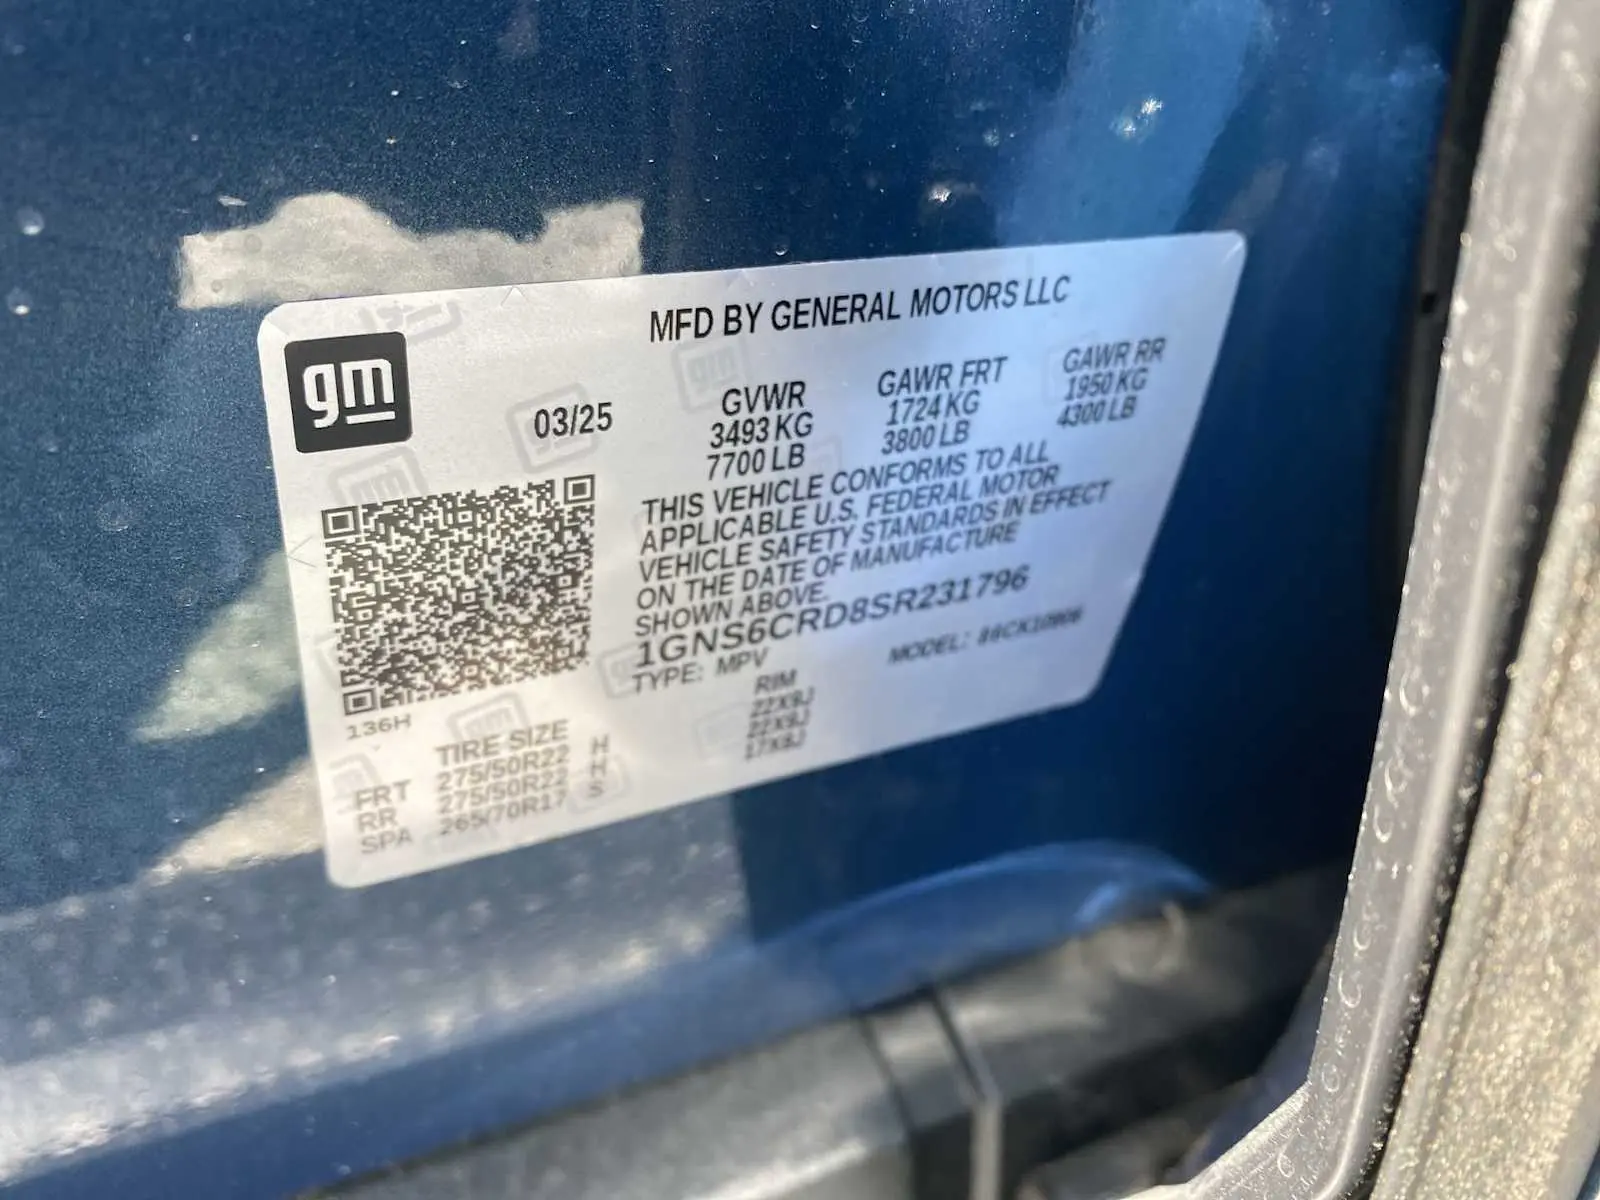 MFD BY GENERAL MOTORS LLC
gm
03/25
GVWR
3493 KG
7700 LB
GAWR FRT
1724 KG
3800 LB
GAWR RR
1950 KG
4300 LB
THIS VEHICLE CONFORMS TO ALL
APPLICABLE U.S. FEDERAL MOTOR
VEHICLE SAFETY STANDARDS IN EFFECT
ON THE DATE OF MANUFACTURE
SHOWN ABOVE.
1GNS6CRD8SR231796
TYPE: MPV
MODEL:
136H
TIRE SIZE
RIM
FRT 275/50R22 H 22X9J
RR 275/50R22 H 22X9J
SPA 265/70R17 S 17X8J